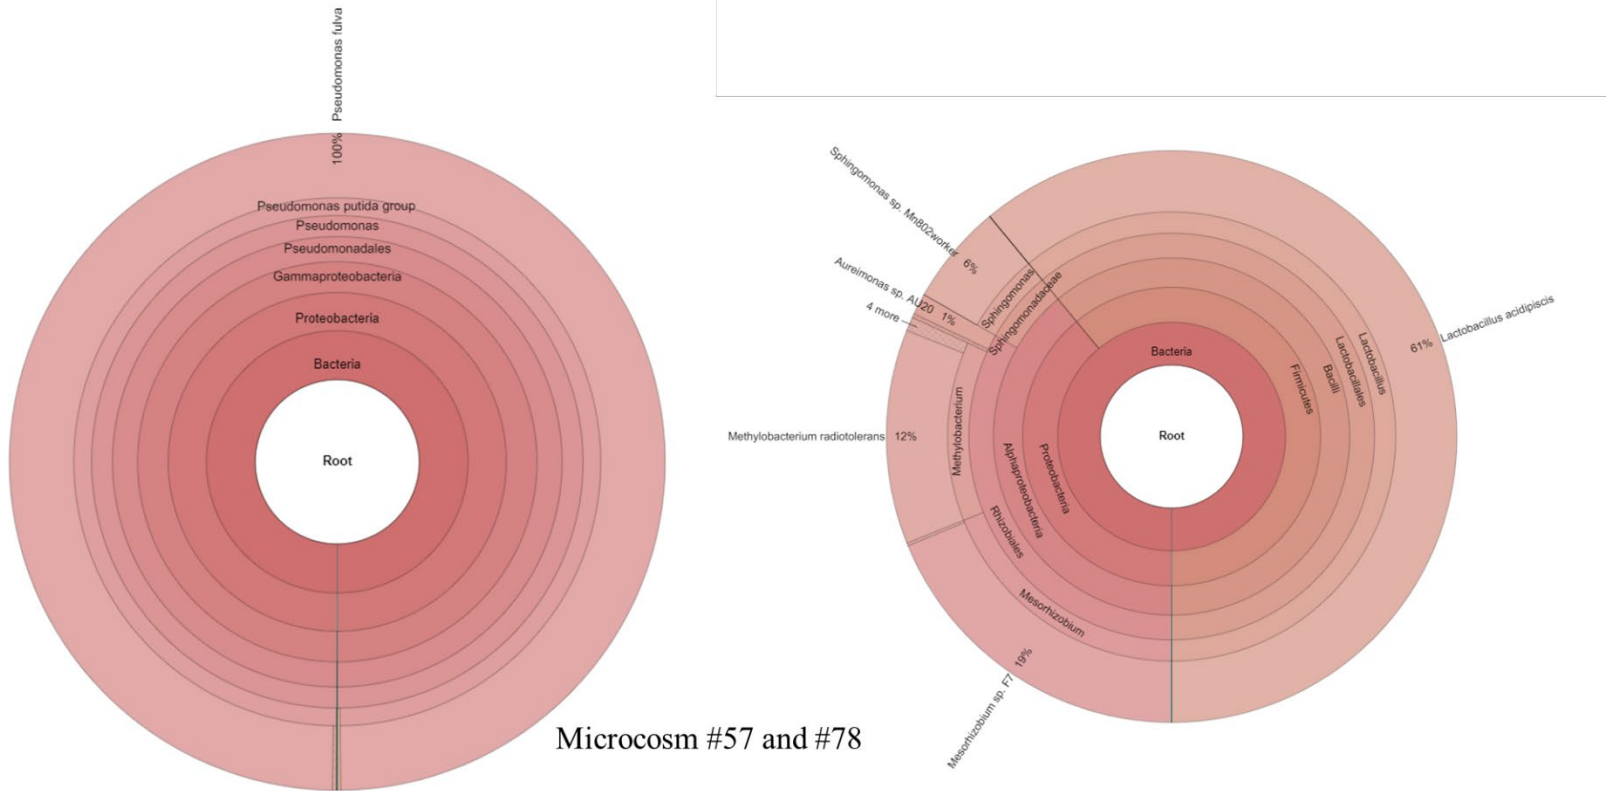 Pseudomonas fulva
100%
Pseudomonas putida group
Pseudomonas
Pseudomonadales
Gammaproteobacteria
Proteobacteria
Bacteria
Root
Sphingomonas sp. Mn802worker
6%
Aureimonas sp. AU20 1%
4 more
Methylobacterium radiotolerans 12%
Mesorhizobium sp. F7
19%
Sphingomonas
Sphingomonadaceae
Methylobacterium
Rhizobiales
Alphaproteobacteria
Proteobacteria
Mesorhizobium
Bacteria
Root
Firmicutes
Bacilli
Lactobacillales
Lactobacillus
61% Lactobacillus acidipiscis
Microcosm #57 and #78